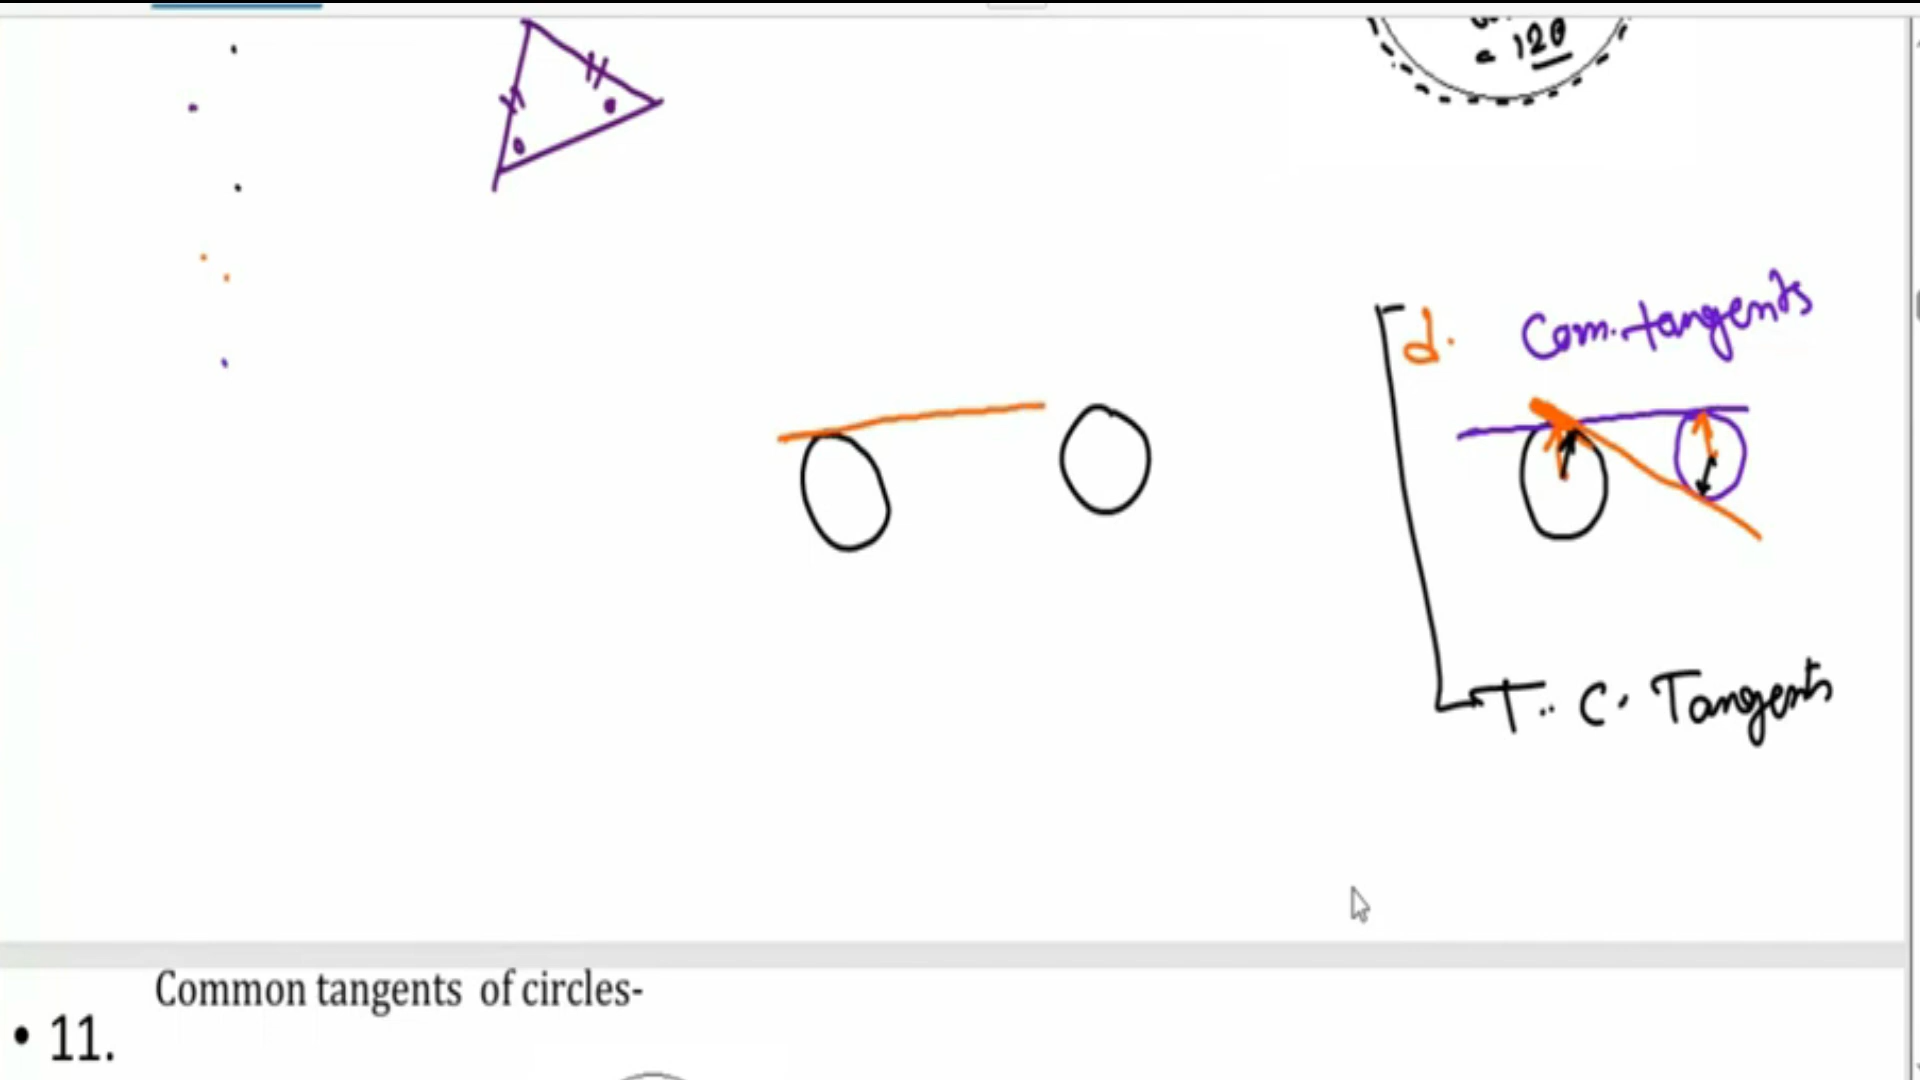 = 120
d. Com. tangents
T.. C. Tangents
Common tangents of circles-
• 11.